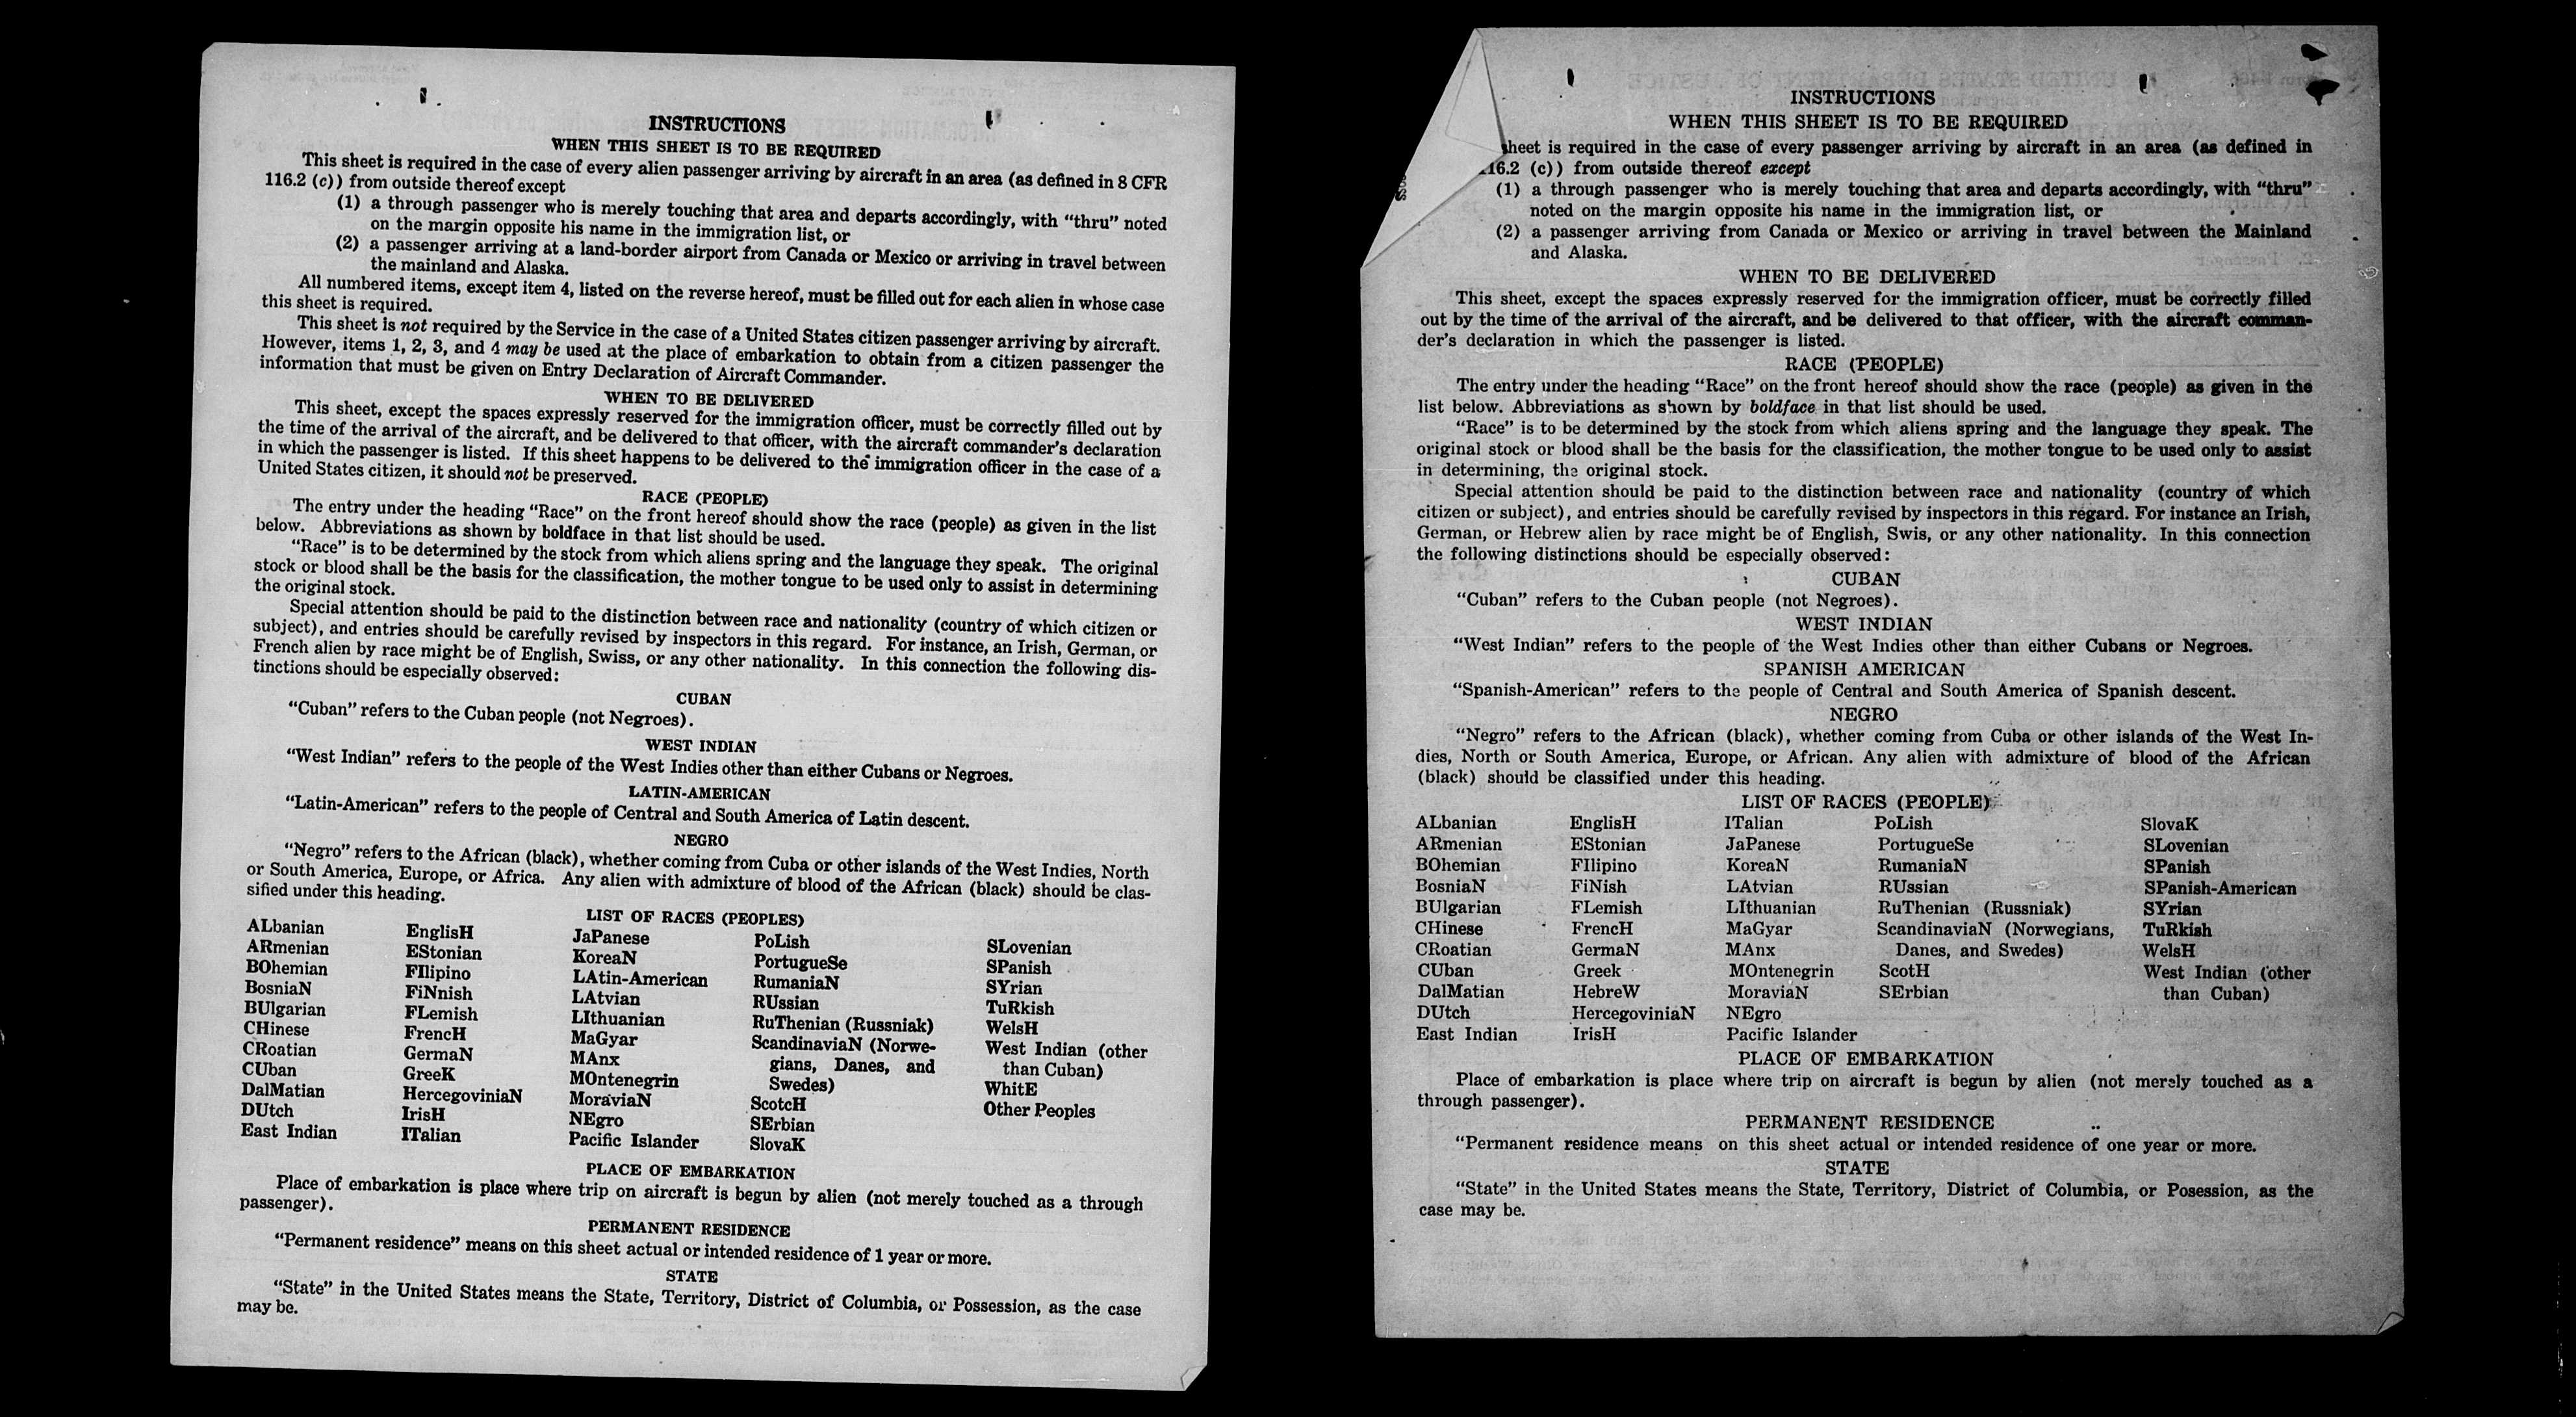 INSTRUCTIONS
WHEN THIS SHEET IS TO BE REQUIRED
This sheet is required in the case of every alien passenger arriving by aircraft in an area (as defined in 8 CFR
116.2 (c)) from outside thereof except
(1) a through passenger who is merely touching that area and departs accordingly, with "thru" noted
on the margin opposite his name in the immigration list, or
(2) a passenger arriving at a land-border airport from Canada or Mexico or arriving in travel between
the mainland and Alaska.
All numbered items, except item 4, listed on the reverse hereof, must be filled out for each alien in whose case
this sheet is required.
This sheet is not required by the Service in the case of a United States citizen passenger arriving by aircraft.
However, items 1, 2, 3, and 4 may be used at the place of embarkation to obtain from a citizen passenger the
information that must be given on Entry Declaration of Aircraft Commander.
WHEN TO BE DELIVERED
This sheet, except the spaces expressly reserved for the immigration officer, must be correctly filled out by
the time of the arrival of the aircraft, and be delivered to that officer, with the aircraft commander's declaration
in which the passenger is listed. If this sheet happens to be delivered to the immigration officer in the case of a
United States citizen, it should not be preserved.
RACE (PEOPLE)
The entry under the heading "Race" on the front hereof should show the race (people) as given in the list
below. Abbreviations as shown by boldface in that list should be used.
"Race" is to be determined by the stock from which aliens spring and the language they speak. The original
stock or blood shall be the basis for the classification, the mother tongue to be used only to assist in determining
the original stock.
Special attention should be paid to the distinction between race and nationality (country of which citizen or
subject), and entries should be carefully revised by inspectors in this regard. For instance, an Irish, German, or
French alien by race might be of English, Swiss, or any other nationality. In this connection the following dis-
tinctions should be especially observed:
CUBAN
"Cuban" refers to the Cuban people (not Negroes).
WEST INDIAN
"West Indian" refers to the people of the West Indies other than either Cubans or Negroes.
LATIN-AMERICAN
"Latin-American" refers to the people of Central and South America of Latin descent.
NEGRO
"Negro" refers to the African (black), whether coming from Cuba or other islands of the West Indies, North
or South America, Europe, or Africa. Any alien with admixture of blood of the African (black) should be clas-
sified under this heading.
LIST OF RACES (PEOPLES)
ALbanian
ARmenian
BOhemian
BosniaN
BUlgarian
CHinese
CRoatian
CUban
DalMatian
DUtch
East Indian
EnglisH
EStonian
FIlipino
FiNnish
FLemish
FrencH
GermaN
GreeK
HercegoviniaN
IrisH
ITalian
JaPanese
KoreaN
LAtin-American
LAtvian
LIthuanian
MaGyar
MAnx
MOntenegrin
MoraviaN
NEgro
Pacific Islander
PoLish
PortugueSe
RumaniaN
RUssian
RuThenian (Russniak)
ScandinaviaN (Norwe-
gians, Danes, and
Swedes)
ScotcH
SErbian
SlovaK
SLovenian
SPanish
SYrian
TuRkish
WelsH
West Indian (other
than Cuban)
WhitE
Other Peoples
PLACE OF EMBARKATION
Place of embarkation is place where trip on aircraft is begun by alien (not merely touched as a through
passenger).
PERMANENT RESIDENCE
"Permanent residence" means on this sheet actual or intended residence of 1 year or more.
STATE
"State" in the United States means the State, Territory, District of Columbia, or Possession, as the case
may be.
INSTRUCTIONS
WHEN THIS SHEET IS TO BE REQUIRED
sheet is required in the case of every passenger arriving by aircraft in an area (as defined in
116.2 (c)) from outside thereof except
(1) a through passenger who is merely touching that area and departs accordingly, with "thru"
noted on the margin opposite his name in the immigration list, or
(2) a passenger arriving from Canada or Mexico or arriving in travel between the Mainland
and Alaska.
WHEN TO BE DELIVERED
This sheet, except the spaces expressly reserved for the immigration officer, must be correctly filled
out by the time of the arrival of the aircraft, and be delivered to that officer, with the aircraft comman-
der's declaration in which the passenger is listed.
RACE (PEOPLE)
The entry under the heading "Race" on the front hereof should show the race (people) as given in the
list below. Abbreviations as shown by boldface in that list should be used.
"Race" is to be determined by the stock from which aliens spring and the language they speak. The
original stock or blood shall be the basis for the classification, the mother tongue to be used only to assist
in determining, the original stock.
Special attention should be paid to the distinction between race and nationality (country of which
citizen or subject), and entries should be carefully revised by inspectors in this regard. For instance an Irish,
German, or Hebrew alien by race might be of English, Swis, or any other nationality. In this connection
the following distinctions should be especially observed:
CUBAN
"Cuban" refers to the Cuban people (not Negroes).
WEST INDIAN
"West Indian" refers to the people of the West Indies other than either Cubans or Negroes.
SPANISH AMERICAN
"Spanish-American" refers to the people of Central and South America of Spanish descent.
NEGRO
"Negro" refers to the African (black), whether coming from Cuba or other islands of the West In-
dies, North or South America, Europe, or African. Any alien with admixture of blood of the African
(black) should be classified under this heading.
LIST OF RACES (PEOPLE)
ALbanian
ARmenian
BOhemian
BosniaN
BUlgarian
CHinese
CRoatian
CUban
DalMatian
DUtch
East Indian
EnglisH
EStonian
FIlipino
FiNish
FLemish
FrencH
GermaN
Greek
HebreW
HercegoviniaN
IrisH
ITalian
JaPanese
KoreaN
LAtvian
LIthuanian
MaGyar
MAnx
MOntenegrin
MoraviaN
NEgro
Pacific Islander
PoLish
PortugueSe
RumaniaN
RUssian
RuThenian (Russniak)
ScandinaviaN (Norwegians,
Danes, and Swedes)
ScotH
SErbian
SlovaK
SLovenian
SPanish
SPanish-American
SYrian
TuRkish
WelsH
West Indian (other
than Cuban)
PLACE OF EMBARKATION
Place of embarkation is place where trip on aircraft is begun by alien (not merely touched as a
through passenger).
PERMANENT RESIDENCE
"Permanent residence means on this sheet actual or intended residence of one year or more.
STATE
"State" in the United States means the State, Territory, District of Columbia, or Posession, as the
case may be.